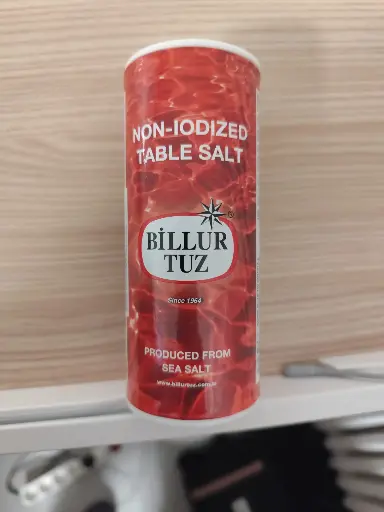 NON-IODIZED
TABLE SALT
®
BİLLUR
TUZ
Since 1964
PRODUCED FROM
SEA SALT
www.billurtuz.com.tr